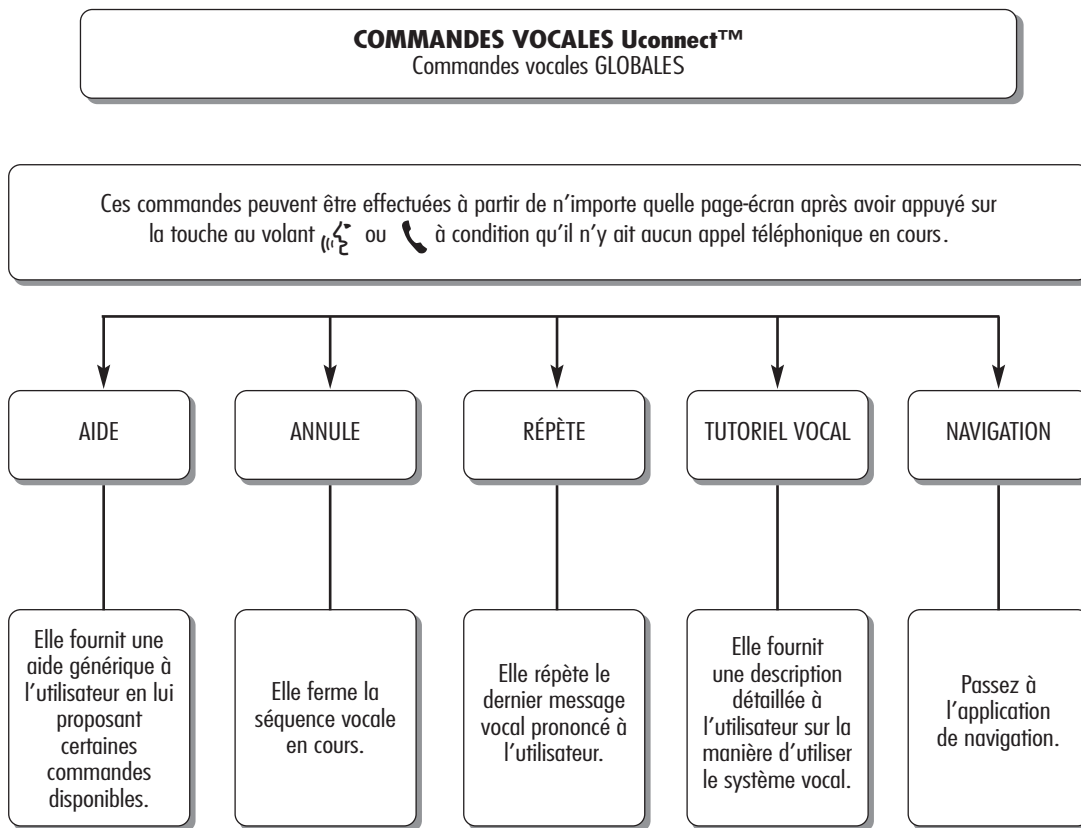 COMMANDES VOCALES Uconnect™
Commandes vocales GLOBALES
Ces commandes peuvent être effectuées à partir de n’importe quelle page-écran après avoir appuyé sur
la touche au volant ou à condition qu’il n’y ait aucun appel téléphonique en cours.
AIDE
ANNULE
RÉPÈTE
TUTORIEL VOCAL
NAVIGATION
Elle fournit une
aide générique à
l’utilisateur en lui
proposant
certaines
commandes
disponibles.
Elle ferme la
séquence vocale
en cours.
Elle répète le
dernier message
vocal prononcé à
l’utilisateur.
Elle fournit
une description
détaillée à
l’utilisateur sur la
manière d’utiliser
le système vocal.
Passez à
l’application
de navigation.